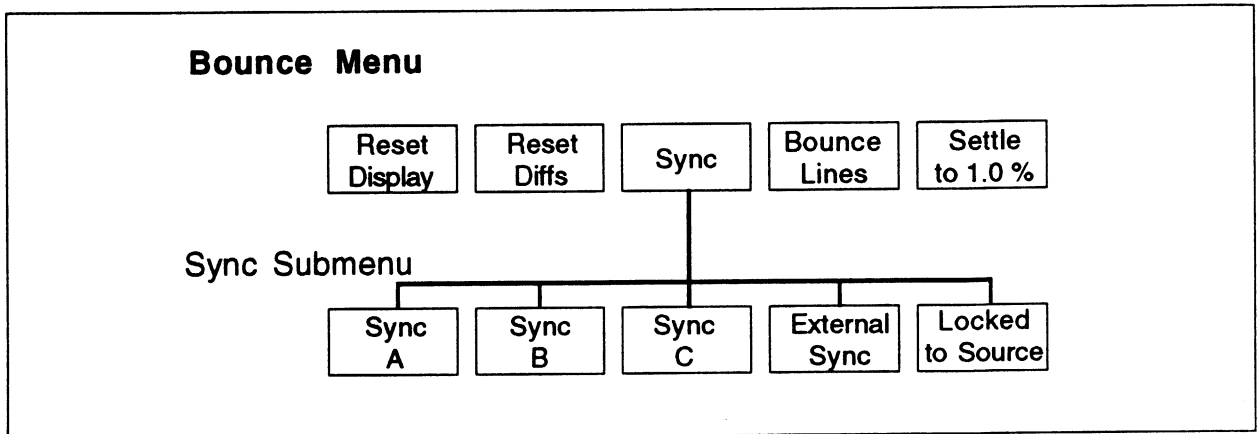 Bounce Menu
Reset
Display
Reset
Diffs
Sync
Bounce
Lines
Settle
to 1.0 %
Sync Submenu
Sync
A
Sync
B
Sync
C
External
Sync
Locked
to Source